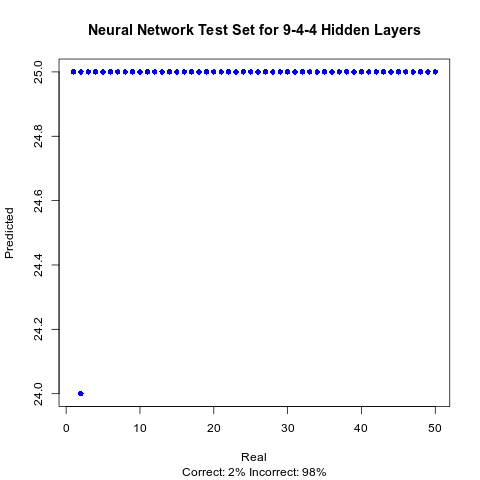 Neural Network Test Set for 9-4-4 Hidden Layers
Predicted
25.0
24.8
24.6
24.4
24.2
24.0
0 10 20 30 40 50
Real
Correct: 2% Incorrect: 98%